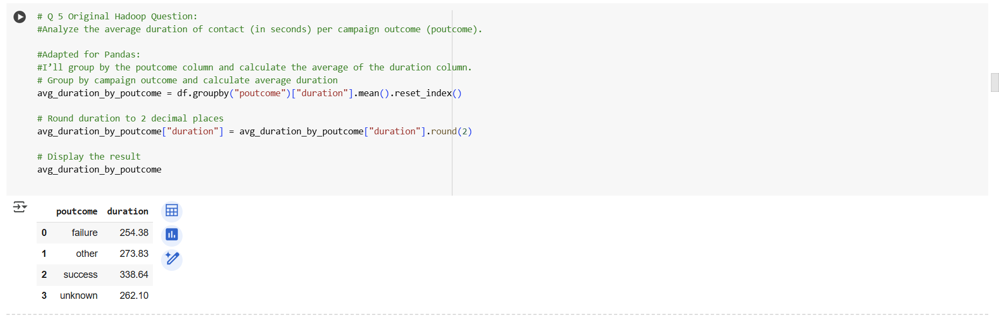 # Q 5 Original Hadoop Question:
#Analyze the average duration of contact (in seconds) per campaign outcome (poutcome).
#Adapted for Pandas:
#I’ll group by the poutcome column and calculate the average of the duration column.
# Group by campaign outcome and calculate average duration
avg_duration_by_poutcome = df.groupby("poutcome")["duration"].mean().reset_index()
# Round duration to 2 decimal places
avg_duration_by_poutcome["duration"] = avg_duration_by_poutcome["duration"].round(2)
# Display the result
avg_duration_by_poutcome
poutcome duration
0 failure 254.38
1 other 273.83
2 success 338.64
3 unknown 262.10